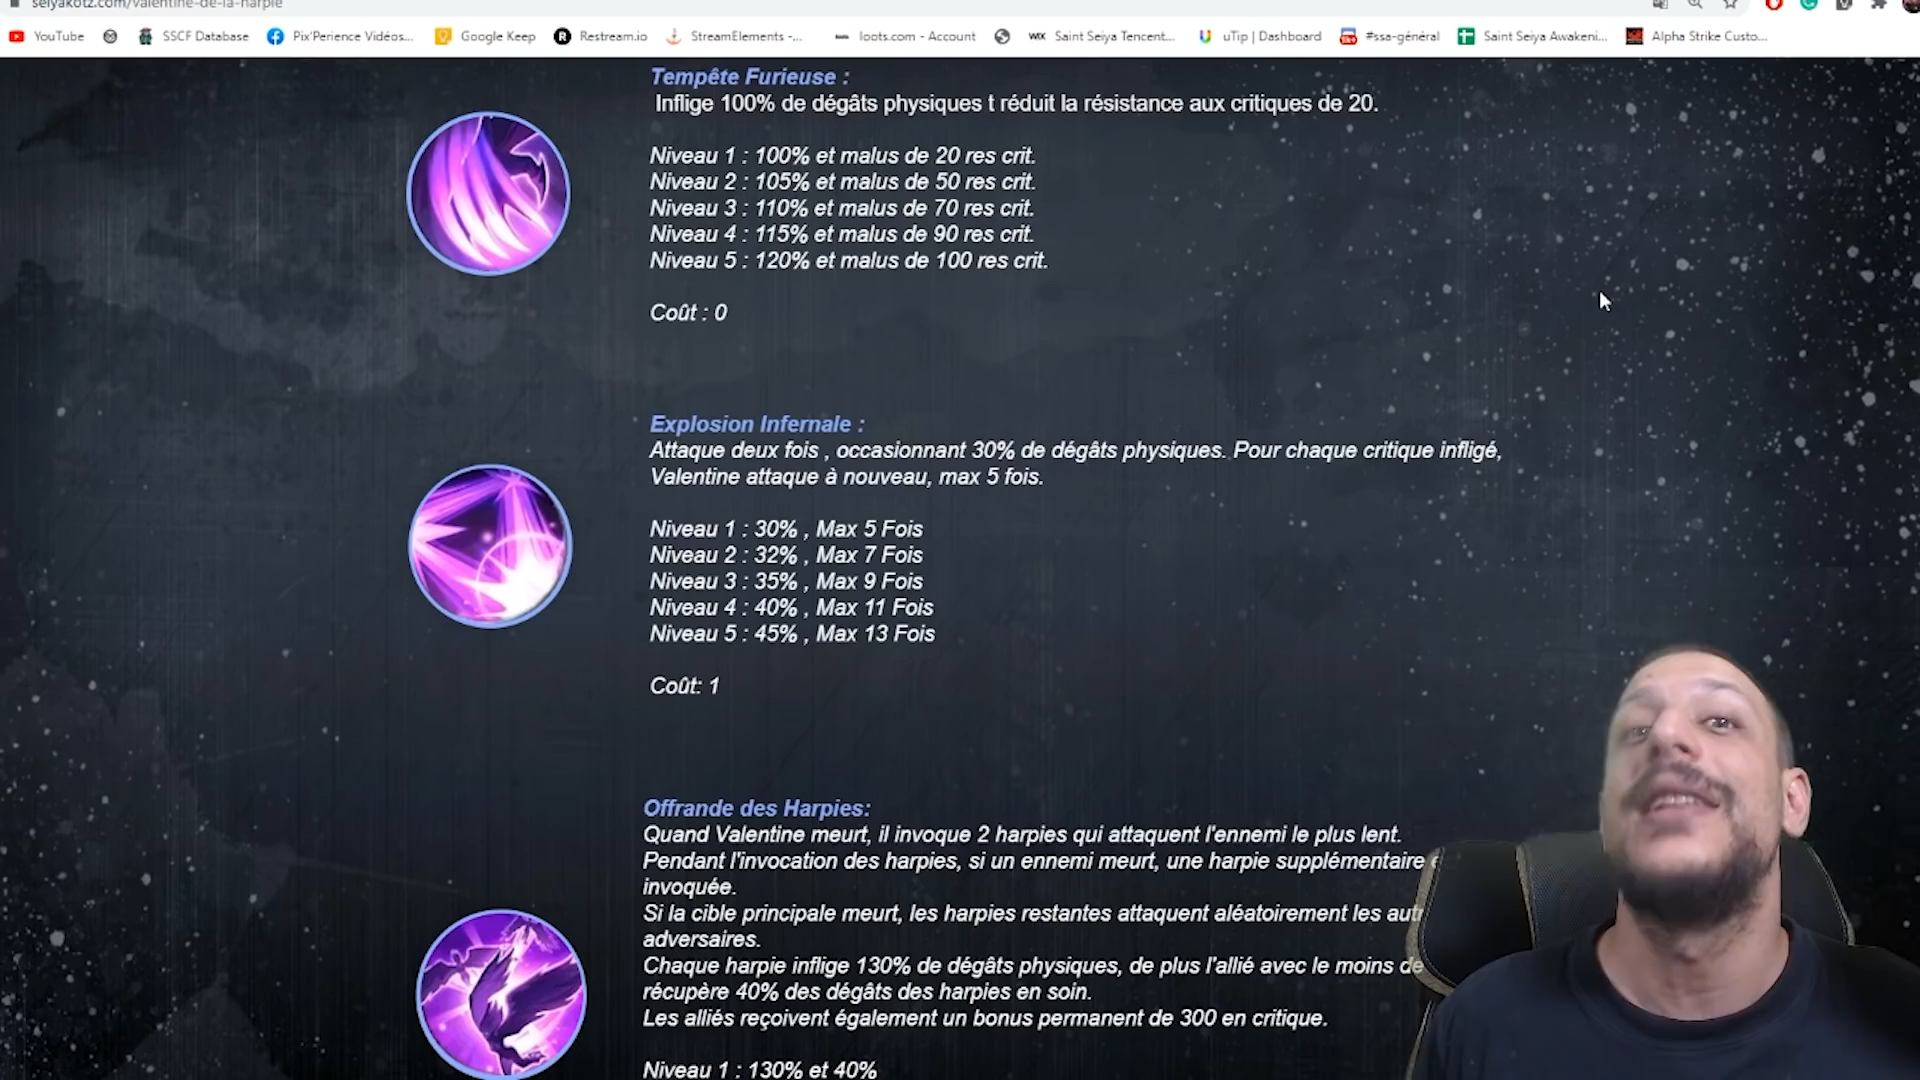 seiyakotz.com/valentine-de-la-harpie
YouTube SSCF Database Pix'Perience Vidéos... Google Keep Restream.io StreamElements -... loots.com - Account Saint Seiya Tencent... uTip | Dashboard #ssa-général Saint Seiya Awakeni... Alpha Strike Custo...
Tempête Furieuse :
Inflige 100% de dégâts physiques t réduit la résistance aux critiques de 20.
Niveau 1 : 100% et malus de 20 res crit.
Niveau 2 : 105% et malus de 50 res crit.
Niveau 3 : 110% et malus de 70 res crit.
Niveau 4 : 115% et malus de 90 res crit.
Niveau 5 : 120% et malus de 100 res crit.
Coût : 0
Explosion Infernale :
Attaque deux fois , occasionnant 30% de dégâts physiques. Pour chaque critique infligé,
Valentine attaque à nouveau, max 5 fois.
Niveau 1 : 30% , Max 5 Fois
Niveau 2 : 32% , Max 7 Fois
Niveau 3 : 35% , Max 9 Fois
Niveau 4 : 40% , Max 11 Fois
Niveau 5 : 45% , Max 13 Fois
Coût: 1
Offrande des Harpies:
Quand Valentine meurt, il invoque 2 harpies qui attaquent l'ennemi le plus lent.
Pendant l'invocation des harpies, si un ennemi meurt, une harpie supplémentaire
invoquée.
Si la cible principale meurt, les harpies restantes attaquent aléatoirement les
adversaires.
Chaque harpie inflige 130% de dégâts physiques, de plus l'allié avec le moins de
récupère 40% des dégâts des harpies en soin.
Les alliés reçoivent également un bonus permanent de 300 en critique.
Niveau 1 : 130% et 40%